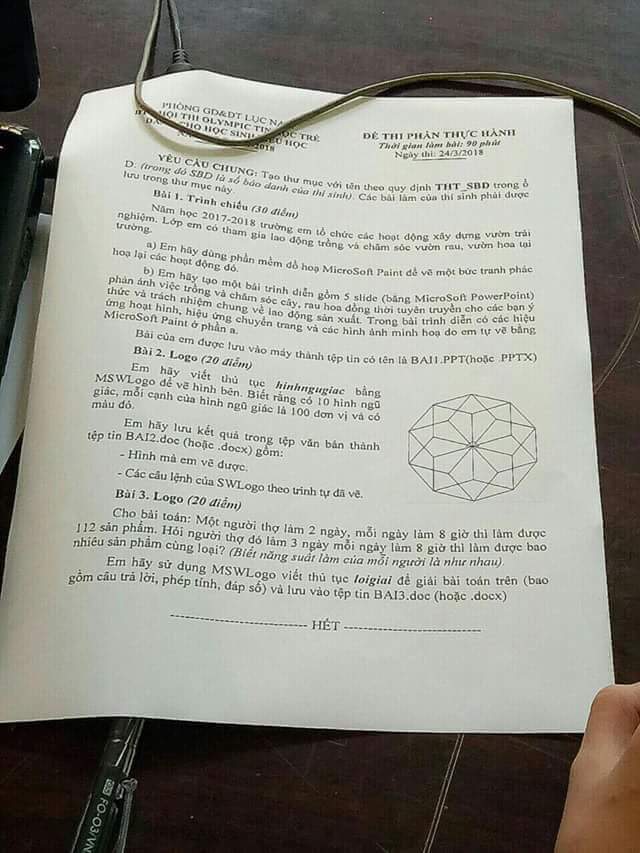 PHÒNG GD&ĐT LỤC NA
HỘI THI OLYMPIC TIN HỌC TRẺ
DÀNH CHO HỌC SINH TIỂU HỌC
2018
ĐỀ THI PHẦN THỰC HÀNH
Thời gian làm bài: 90 phút
Ngày thi: 24/3/2018
YÊU CẦU CHUNG: Tạo thư mục với tên theo quy định THT_SBD trong ổ
D. (trong đó SBD là số báo danh của thí sinh). Các bài làm của thí sinh phải được
lưu trong thư mục này.
Bài 1. Trình chiếu (30 điểm)
Năm học 2017-2018 trường em tổ chức các hoạt động xây dựng vườn trải
nghiệm. Lớp em có tham gia lao động trồng và chăm sóc vườn rau, vườn hoa tại
trường.
a) Em hãy dùng phần mềm đồ hoạ MicroSoft Paint để vẽ một bức tranh phác
hoạ lại các hoạt động đó.
b) Em hãy tạo một bài trình diễn gồm 5 slide (bằng MicroSoft PowerPoint)
phản ánh việc trồng và chăm sóc cây, rau hoa đồng thời tuyên truyền cho các bạn ý
thức và trách nhiệm chung về lao động sản xuất. Trong bài trình diễn có các hiệu
ứng hoạt hình, hiệu ứng chuyển trang và các hình ảnh minh hoạ do em tự vẽ bằng
MicroSoft Paint ở phần a.
Bài của em được lưu vào máy thành tệp tin có tên là BAI1.PPT(hoặc .PPTX)
Bài 2. Logo (20 điểm)
Em hãy viết thủ tục hinhngugiac bằng
MSWLogo để vẽ hình bên. Biết rằng có 10 hình ngũ
giác, mỗi cạnh của hình ngũ giác là 100 đơn vị và có
màu đỏ.
Em hãy lưu kết quả trong tệp văn bản thành
tệp tin BAI2.doc (hoặc .docx) gồm:
- Hình mà em vẽ được.
- Các câu lệnh của SWLogo theo trình tự đã vẽ.
Bài 3. Logo (20 điểm)
Cho bài toán: Một người thợ làm 2 ngày, mỗi ngày làm 8 giờ thì làm được
112 sản phẩm. Hỏi người thợ đó làm 3 ngày mỗi ngày làm 8 giờ thì làm được bao
nhiêu sản phẩm cùng loại? (Biết năng suất làm của mỗi người là như nhau).
Em hãy sử dụng MSWLogo viết thủ tục loigiai để giải bài toán trên (bao
gồm câu trả lời, phép tính, đáp số) và lưu vào tệp tin BAI3.doc (hoặc .docx)
HẾT
FO-03/VN